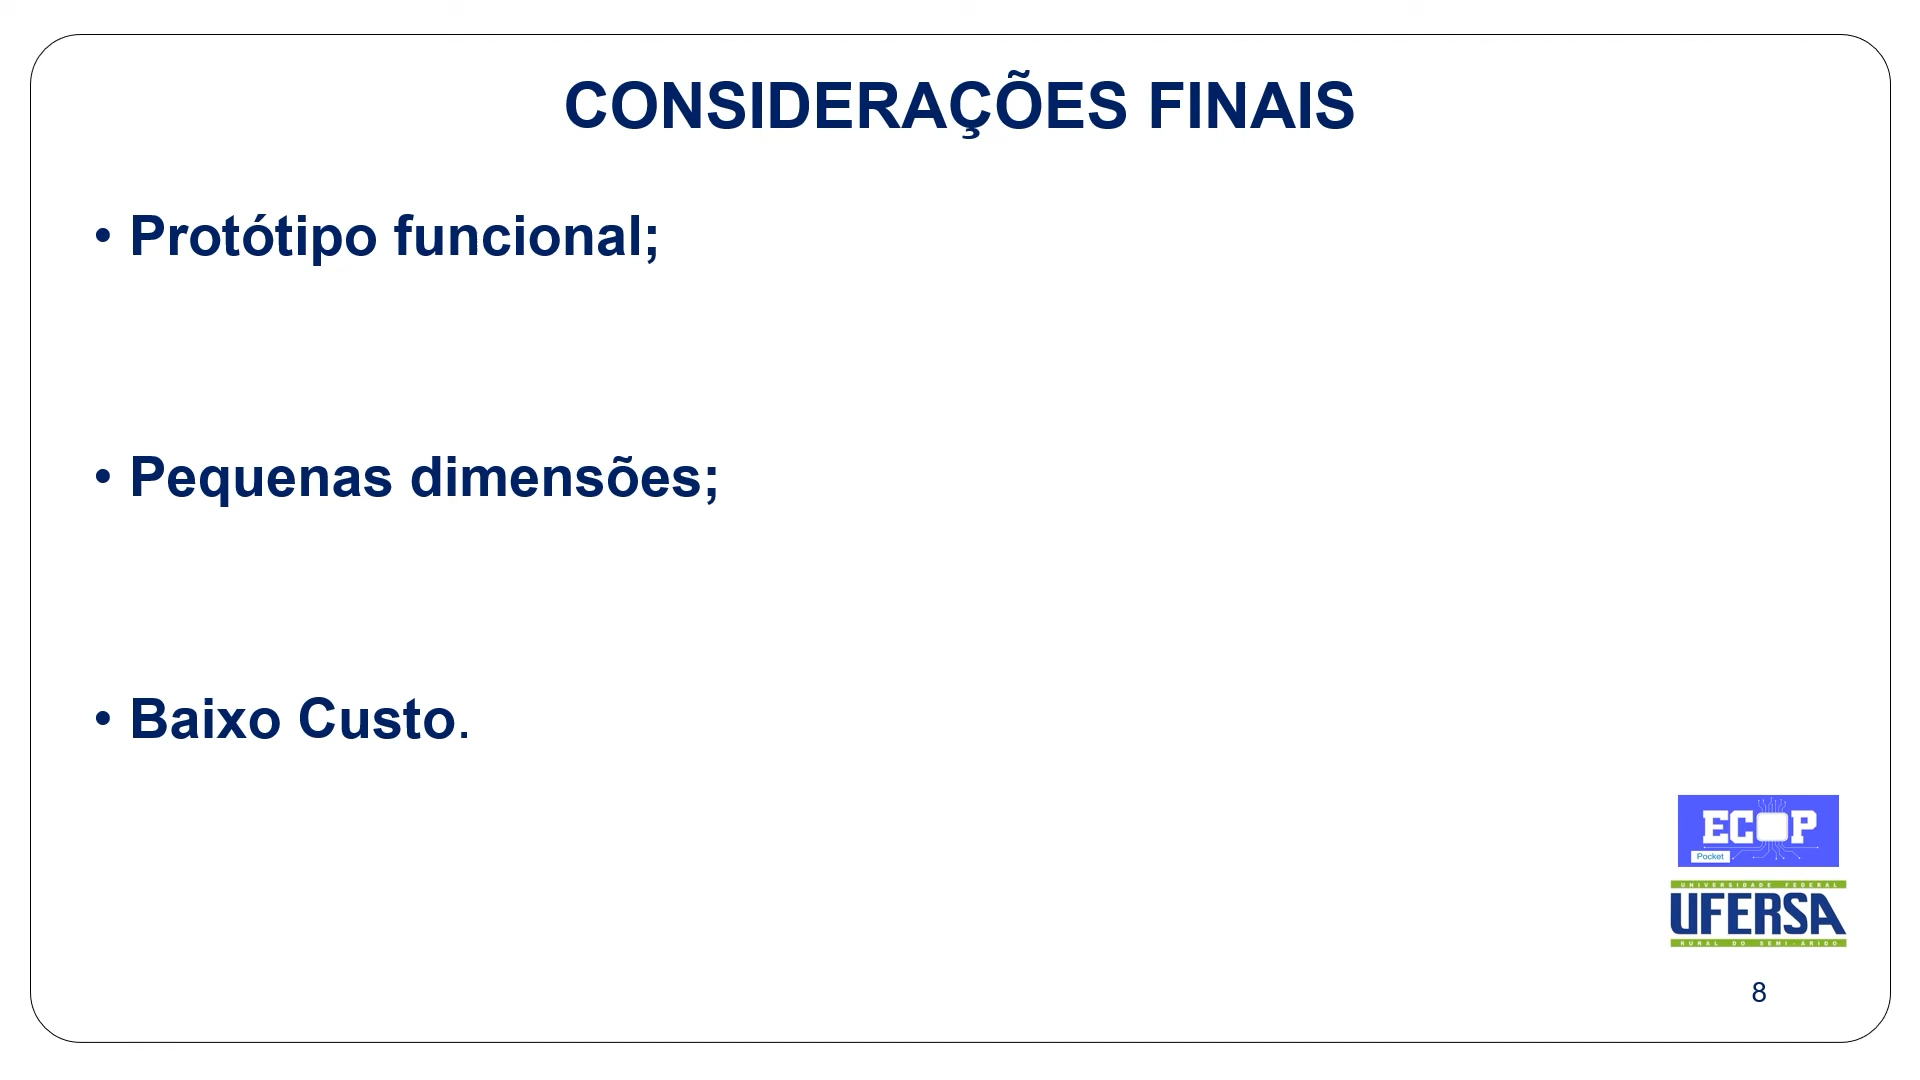 CONSIDERAÇÕES FINAIS
• Protótipo funcional;
• Pequenas dimensões;
• Baixo Custo.
ECOP
Pocket
UNIVERSIDADE FEDERAL
UFERSA
RURAL DO SEMI-ÁRIDO
8